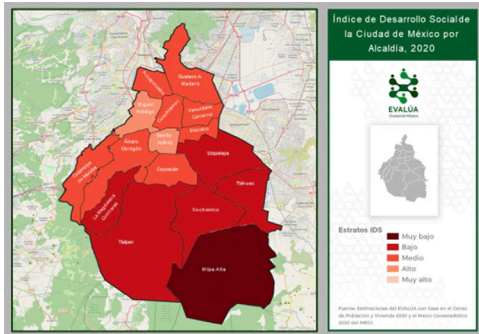 Índice de Desarrollo Social de
la Ciudad de México por
Alcaldía, 2020
EVALÚA
Ciudad de México
Estratos IDS
Muy bajo
Bajo
Medio
Alto
Muy alto
Fuente: Estimaciones del EVALÚA con base en el Censo
de Población y Vivienda 2020 y el Marco Geoestadístico
2020 del INEGI.
Gustavo A.
Madero
Azcapotzalco
Miguel
Hidalgo
Cuauhtémoc
Venustiano
Carranza
Iztacalco
Benito
Juárez
Álvaro
Obregón
Cuajimalpa de Morelos
Coyoacán
Iztapalapa
La Magdalena
Contreras
Tláhuac
Xochimilco
Tlalpan
Milpa Alta